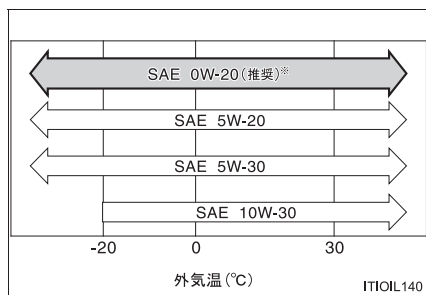 SAE 0W-20(推奨)※
SAE 5W-20
SAE 5W-30
SAE 10W-30
-20 0 30
外気温(℃)
ITIOIL140